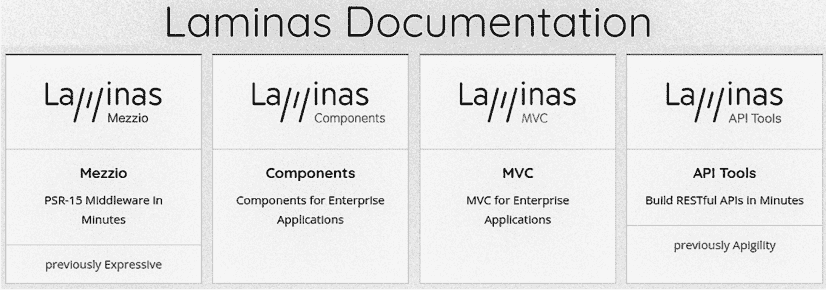 Laminas Documentation
Laminas
Mezzio
Mezzio
PSR-15 Middleware in
Minutes
previously Expressive
Laminas
Components
Components
Components for Enterprise
Applications
Laminas
MVC
MVC
MVC for Enterprise
Applications
Laminas
API Tools
API Tools
Build RESTful APIs in Minutes
previously Apigility